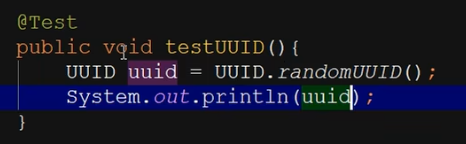 @Test
public void testUUID(){
UUID uuid = UUID.randomUUID();
System.out.println(uuid);
}